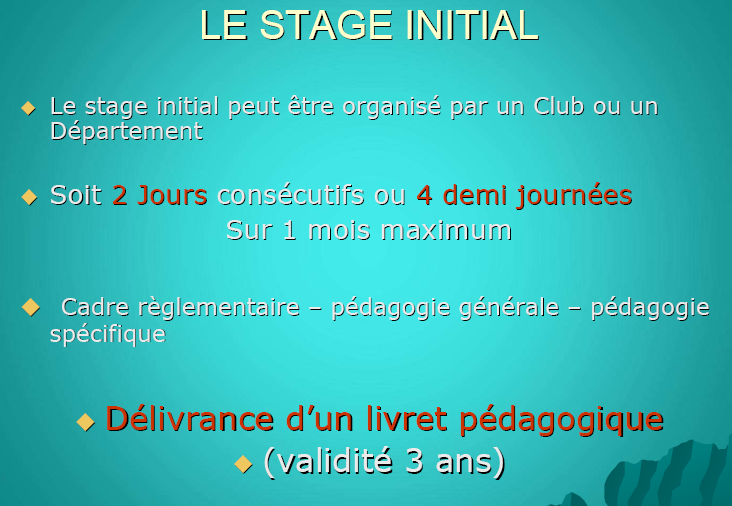 LE STAGE INITIAL
Le stage initial peut être organisé par un Club ou un
Département
Soit 2 Jours consécutifs ou 4 demi journées
Sur 1 mois maximum
Cadre règlementaire – pédagogie générale – pédagogie
spécifique
Délivrance d’un livret pédagogique
(validité 3 ans)